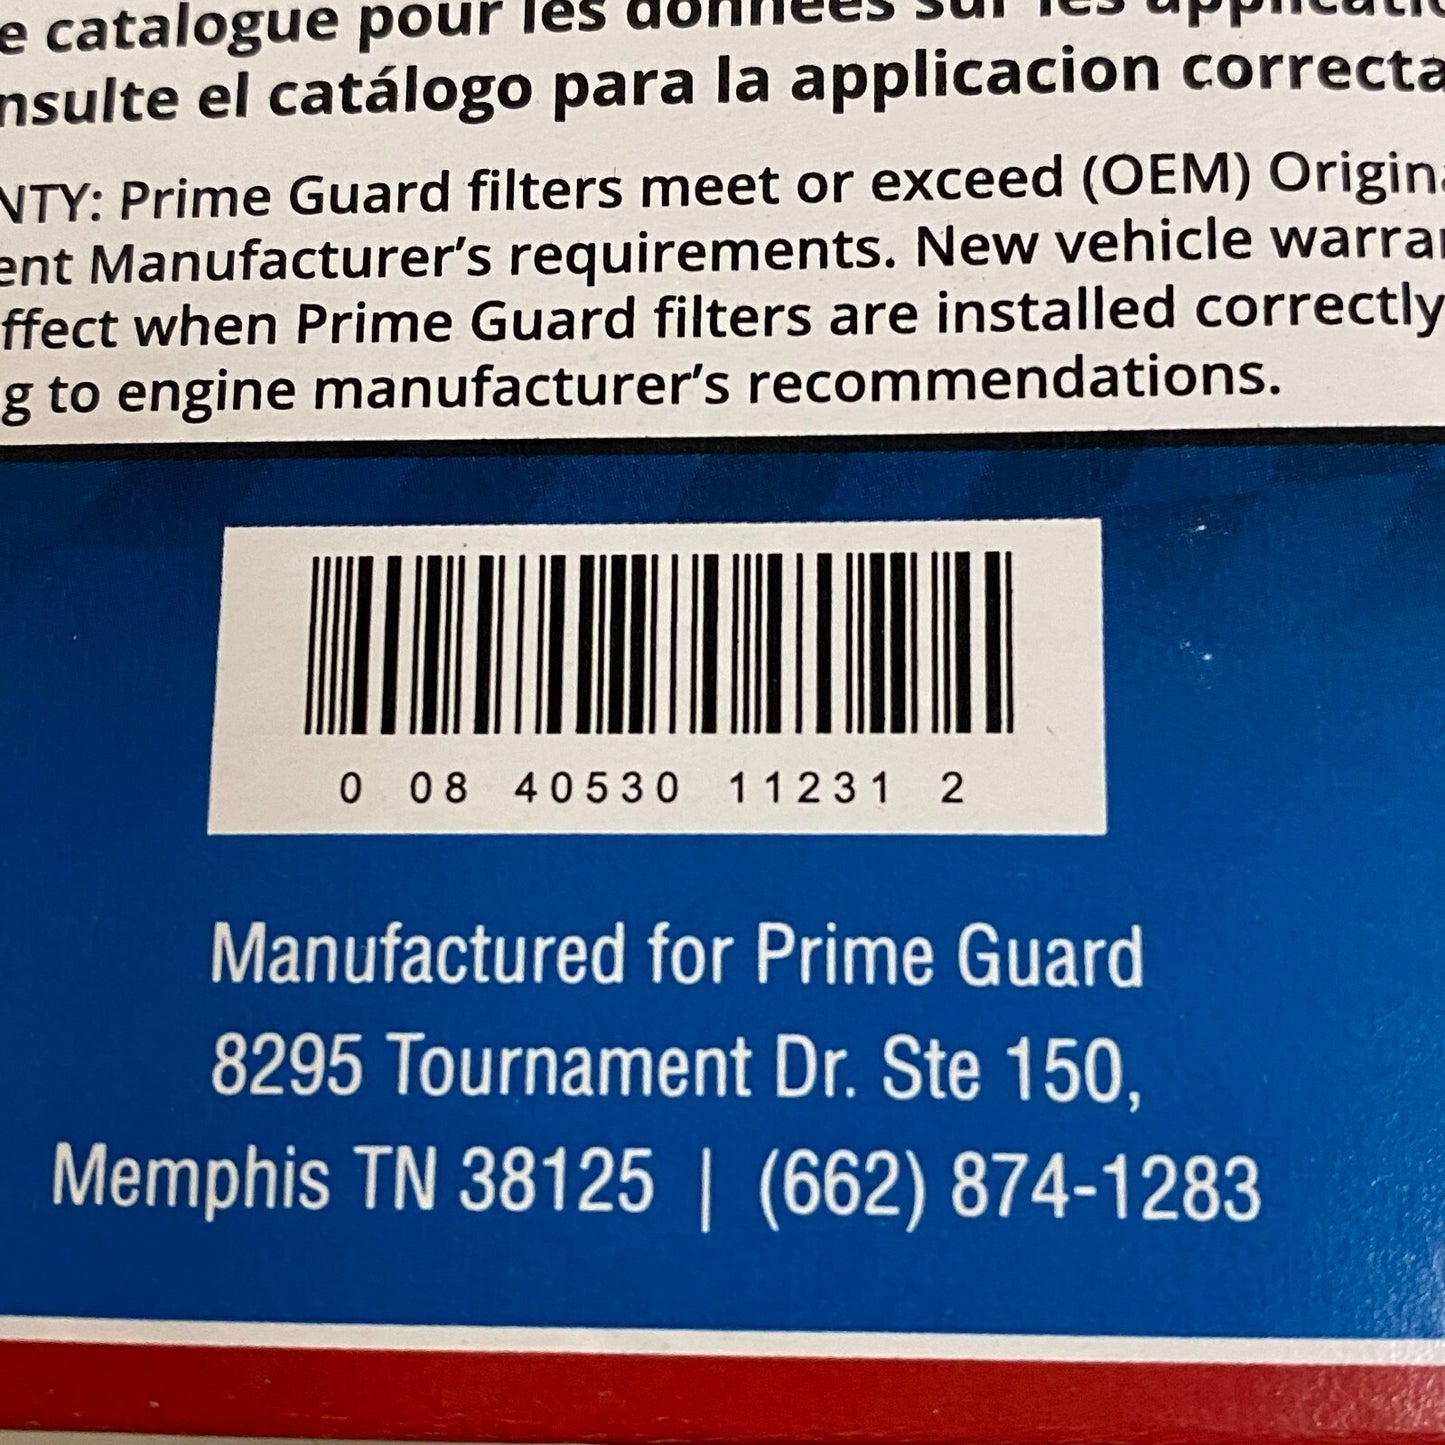 e catalogue pour les données sur les applicatio
nsulte el catálogo para la applicacion correcta
NTY: Prime Guard filters meet or exceed (OEM) Origina
ent Manufacturer's requirements. New vehicle warra
ffect when Prime Guard filters are installed correctly
g to engine manufacturer's recommendations.
0 08 40530 11231 2
Manufactured for Prime Guard
8295 Tournament Dr. Ste 150,
Memphis TN 38125 | (662) 874-1283